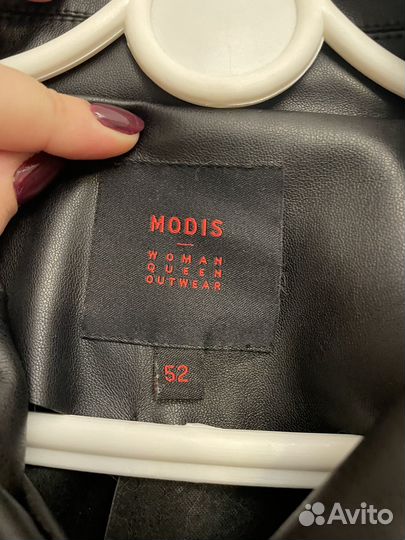 MODIS
WOMAN
QUEEN
OUTWEAR
52
Avito